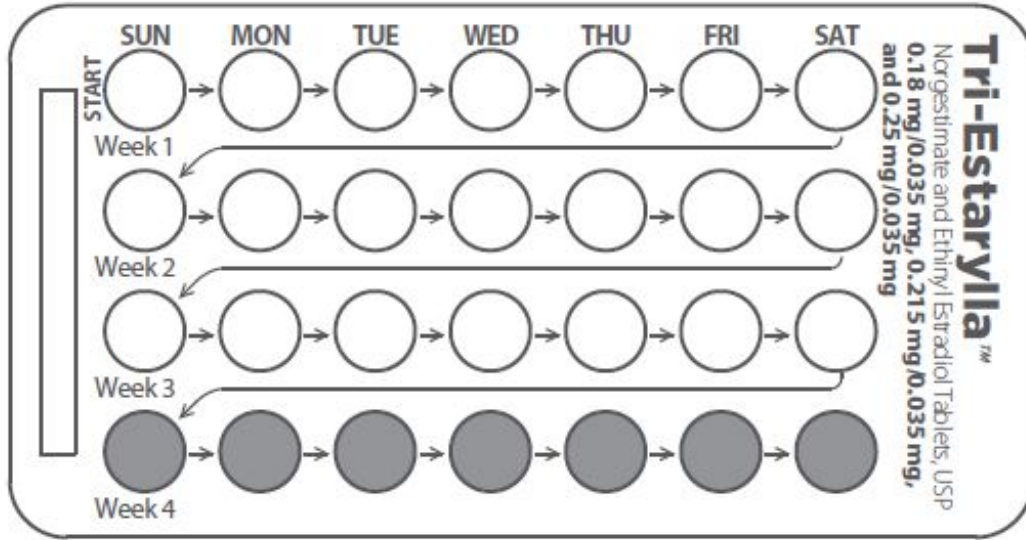 SUN MON TUE WED THU FRI SAT
START
Week 1
Week 2
Week 3
Week 4
Tri-Estarylla™
Norgestimate and Ethinyl Estradiol Tablets, USP
0.18 mg/0.035 mg, 0.215 mg/0.035 mg,
and 0.25 mg/0.035 mg